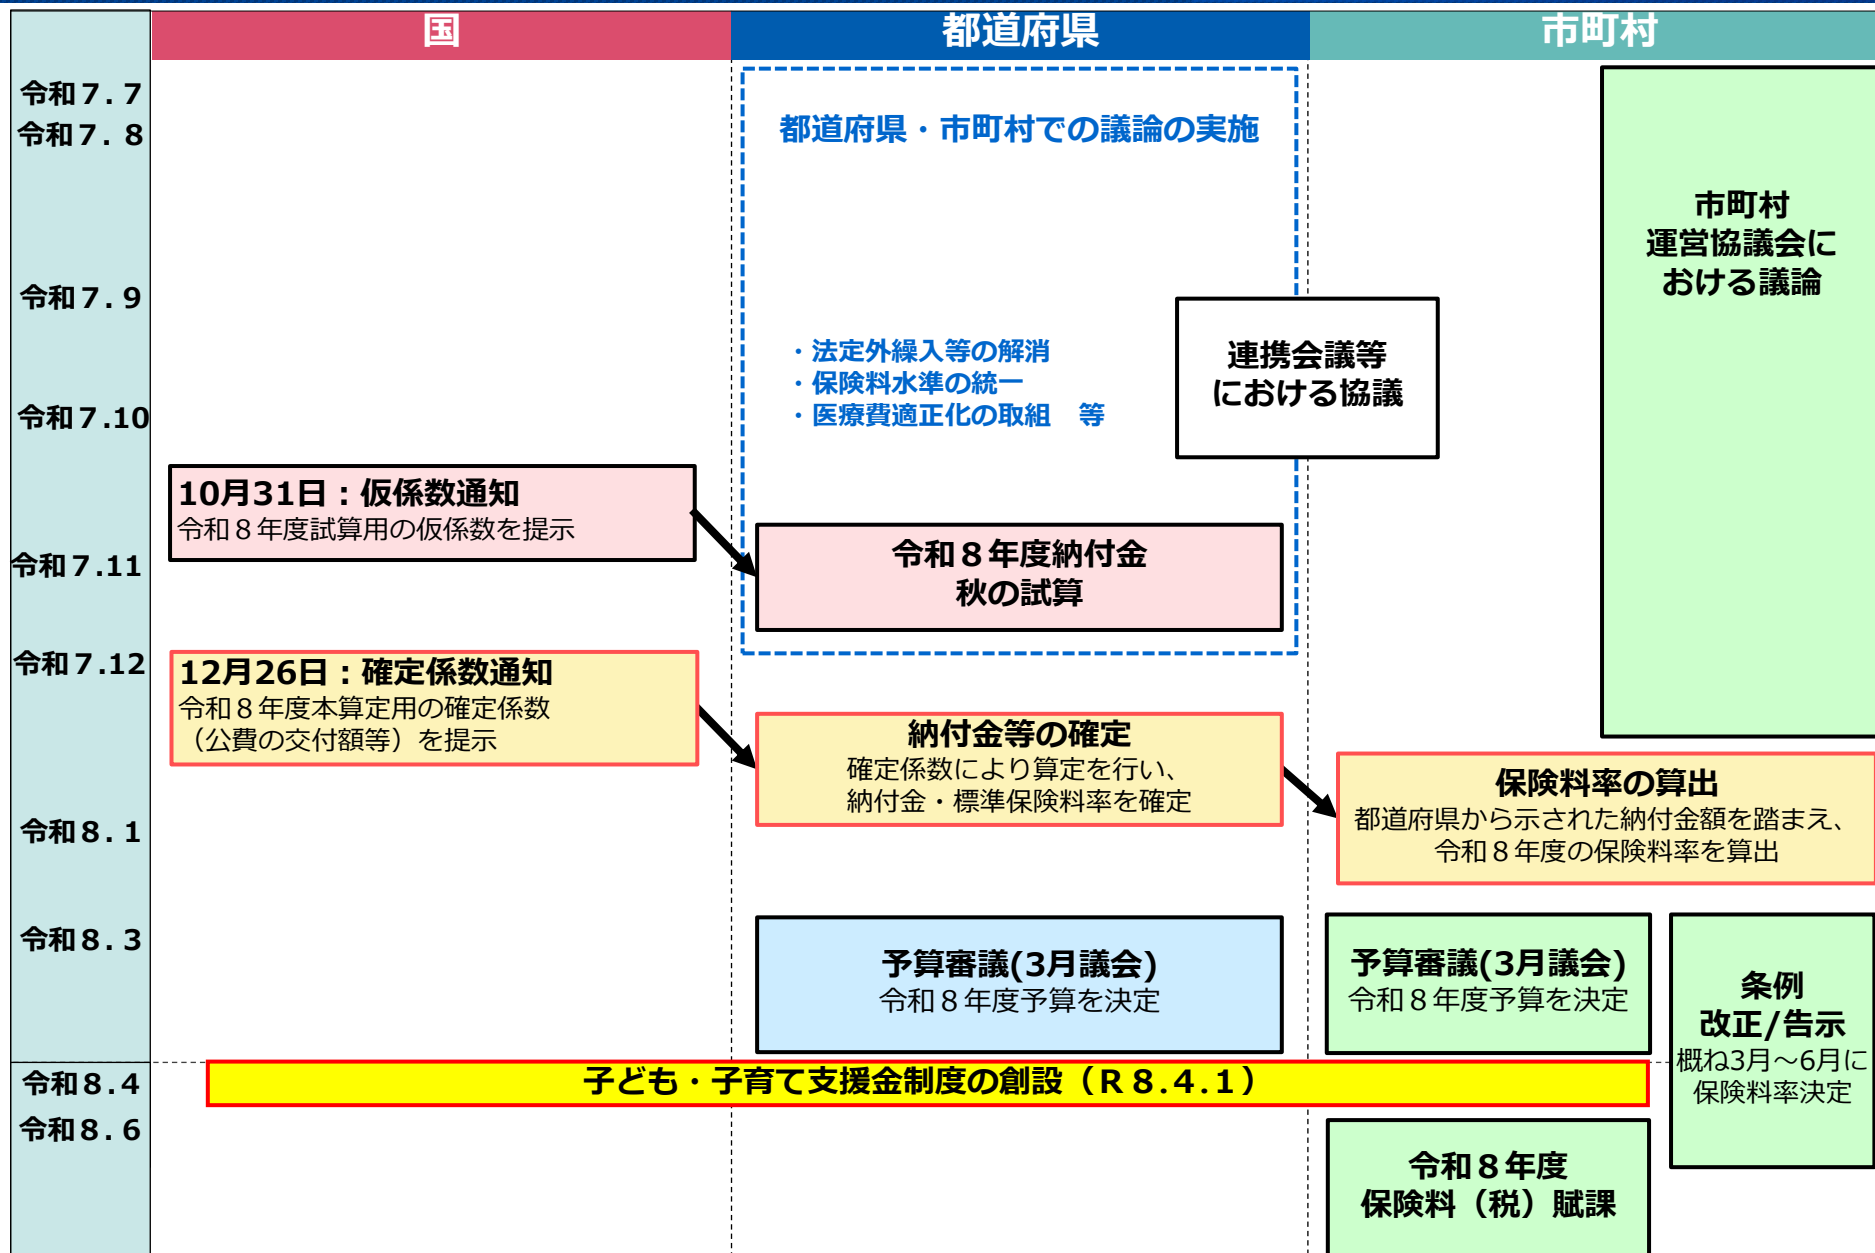 国
都道府県
市町村
令和７.７
令和７.８
令和７.９
令和７.10
令和７.11
令和７.12
令和８.１
令和８.３
令和８.４
令和８.６
都道府県・市町村での議論の実施
・法定外繰入等の解消
・保険料水準の統一
・医療費適正化の取組　等
連携会議等
における協議
市町村
運営協議会に
おける議論
10月31日：仮係数通知
令和８年度試算用の仮係数を提示
令和８年度納付金
秋の試算
12月26日：確定係数通知
令和８年度本算定用の確定係数
（公費の交付額等）を提示
納付金等の確定
確定係数により算定を行い、
納付金・標準保険料率を確定
保険料率の算出
都道府県から示された納付金額を踏まえ、
令和８年度の保険料率を算出
予算審議(3月議会)
令和８年度予算を決定
予算審議(3月議会)
令和８年度予算を決定
条例
改正/告示
概ね3月～6月に
保険料率決定
子ども・子育て支援金制度の創設（Ｒ８.４.１）
令和８年度
保険料（税）賦課